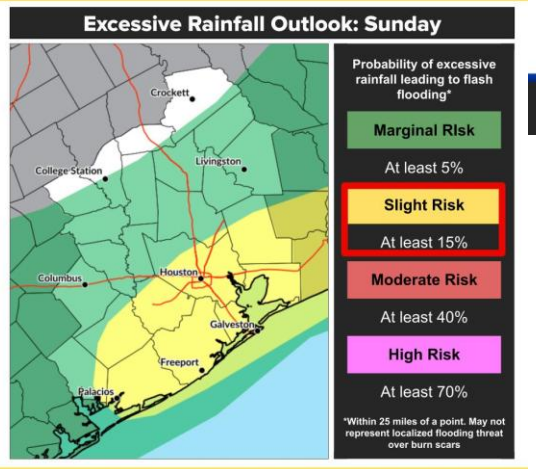 Excessive Rainfall Outlook: Sunday
Crockett
College Station
Livingston
Columbus
Houston
Galveston
Freeport
Palacios
Probability of excessive
rainfall leading to flash
flooding*
Marginal RIsk
At least 5%
Slight Risk
At least 15%
Moderate Risk
At least 40%
High Risk
At least 70%
*Within 25 miles of a point. May not
represent localized flooding threat
over burn scars